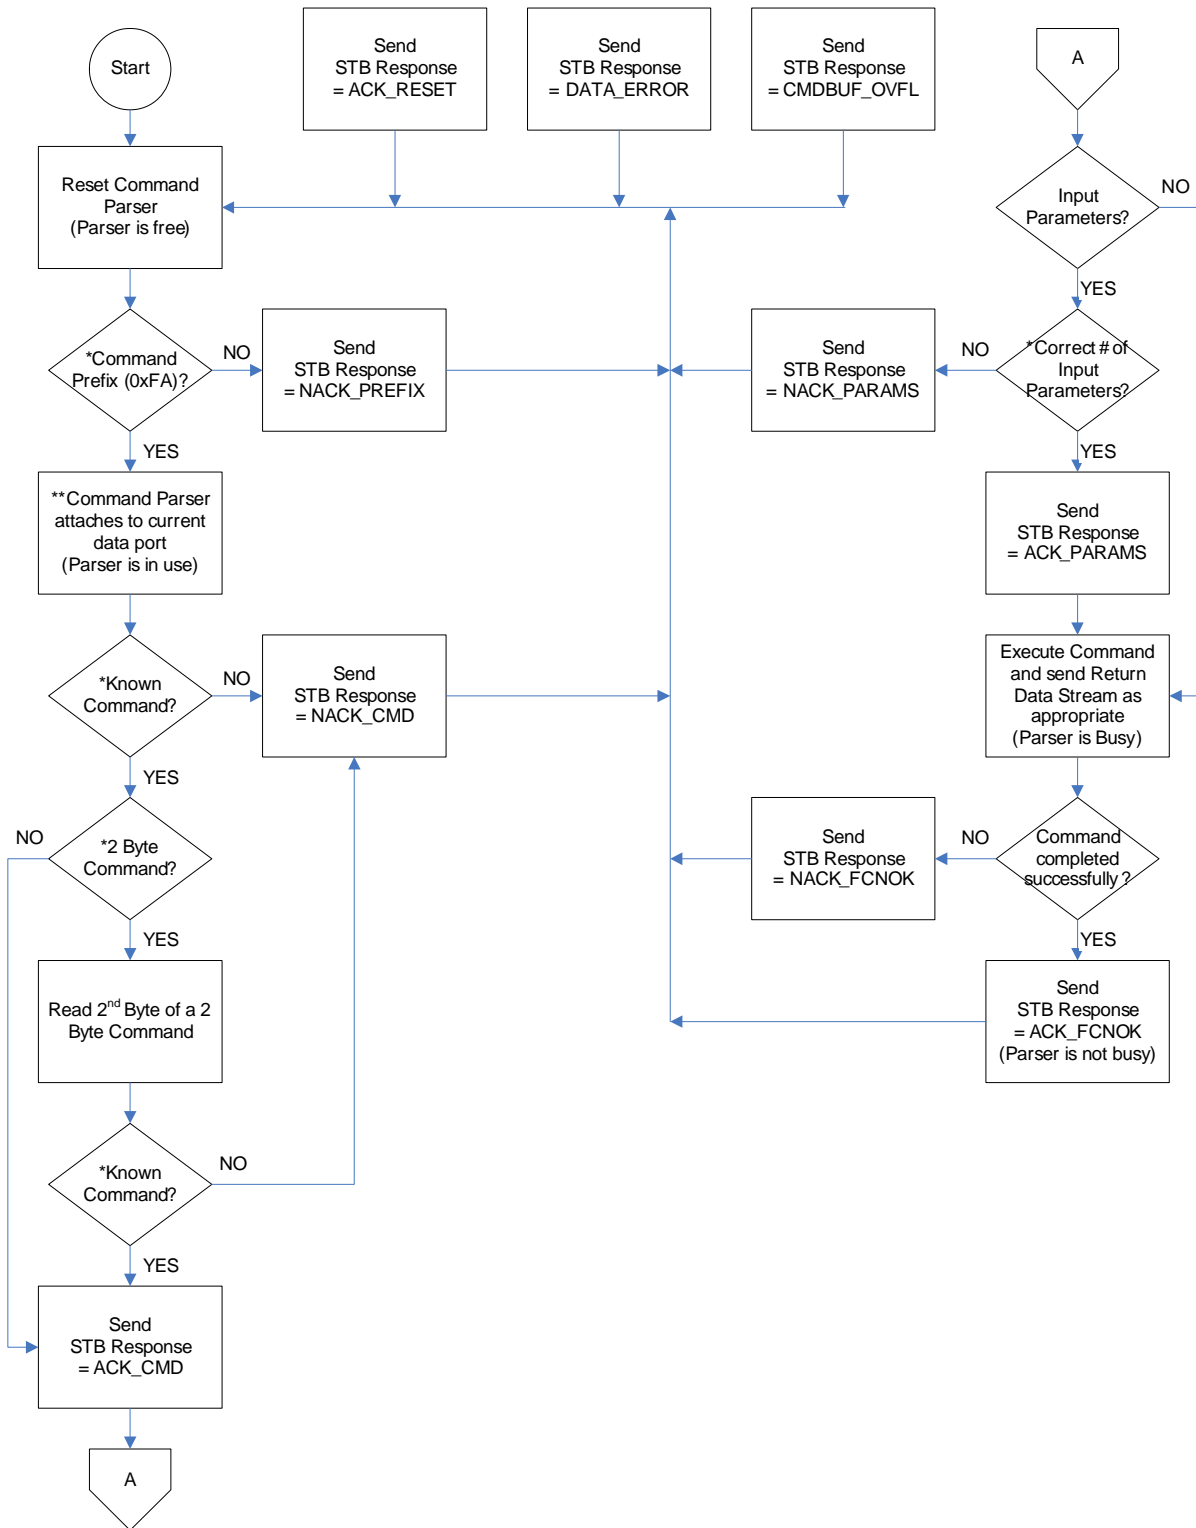 Start
Send
STB Response
= ACK_RESET
Send
STB Response
= DATA_ERROR
Send
STB Response
= CMDBUF_OVFL
A
Reset Command
Parser
(Parser is free)
Input
Parameters?
NO
YES
*Command
Prefix (0xFA)?
NO
Send
STB Response
= NACK_PREFIX
YES
Send
STB Response
= NACK_PARAMS
NO
*Correct # of
Input
Parameters?
YES
**Command Parser
attaches to current
data port
(Parser is in use)
Send
STB Response
= ACK_PARAMS
*Known
Command?
NO
Send
STB Response
= NACK_CMD
YES
Execute Command
and send Return
Data Stream as
appropriate
(Parser is Busy)
NO
*2 Byte
Command?
YES
Send
STB Response
= NACK_FCNOK
NO
Command
completed
successfully?
YES
Read 2nd Byte of a 2
Byte Command
Send
STB Response
= ACK_FCNOK
(Parser is not busy)
*Known
Command?
NO
YES
Send
STB Response
= ACK_CMD
A